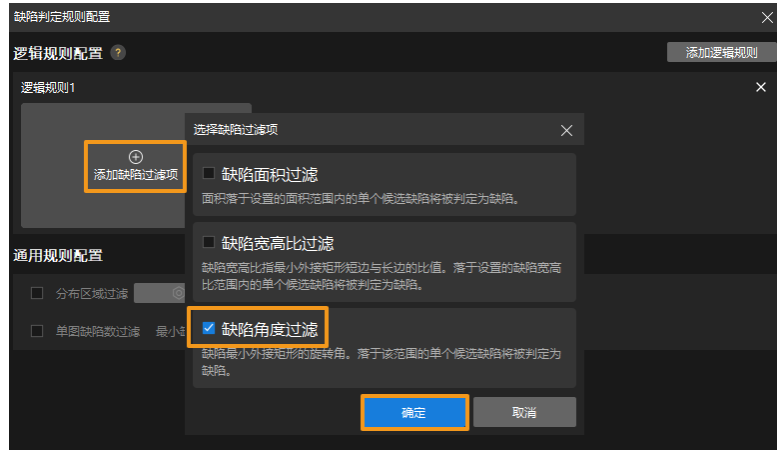 缺陷判定规则配置
逻辑规则配置 ?
添加逻辑规则
逻辑规则1
添加缺陷过滤项
选择缺陷过滤项
缺陷面积过滤
面积落于设置的面积范围内的单个候选缺陷将被判定为缺陷。
缺陷宽高比过滤
缺陷宽高比指最小外接矩形短边与长边的比值。落于设置的缺陷宽高
比范围内的单个候选缺陷将被判定为缺陷。
缺陷角度过滤
缺陷最小外接矩形的旋转角。落于该范围的单个候选缺陷将被判定为
缺陷。
确定
取消
通用规则配置
分布区域过滤
单图缺陷数过滤 最小